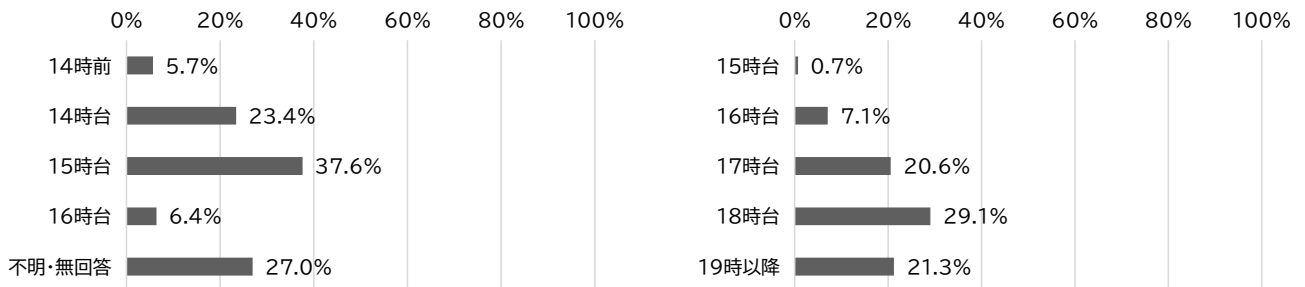 0% 20% 40% 60% 80% 100%
14時前 5.7%
14時台 23.4%
15時台 37.6%
16時台 6.4%
不明・無回答 27.0%
0% 20% 40% 60% 80% 100%
15時台 0.7%
16時台 7.1%
17時台 20.6%
18時台 29.1%
19時以降 21.3%